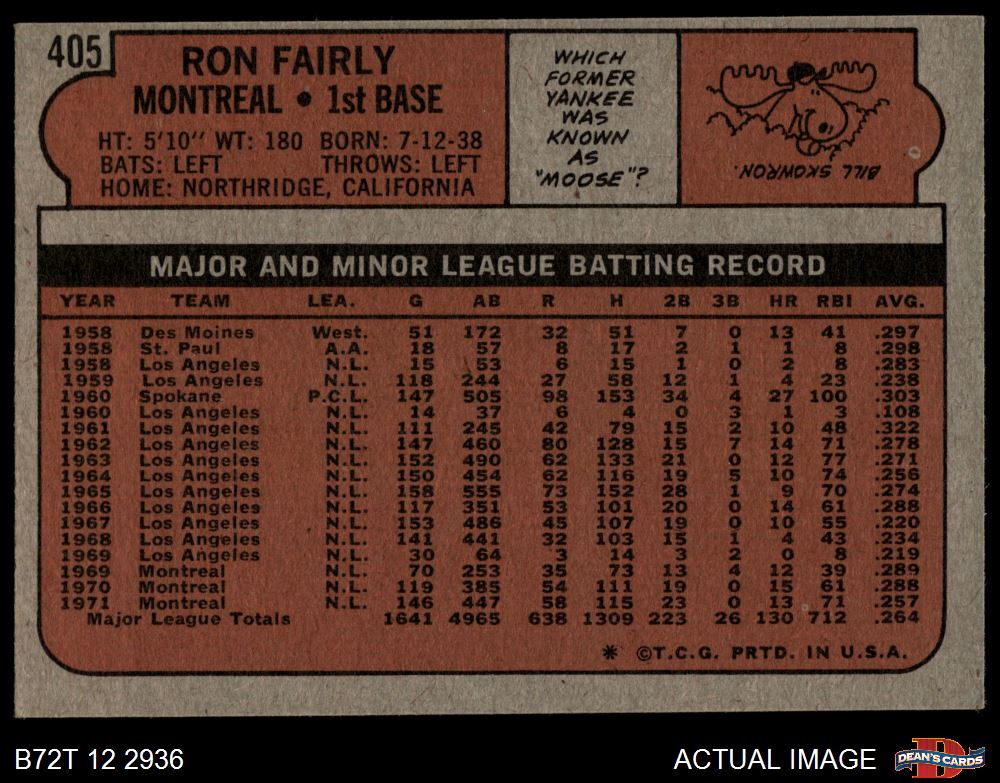 405
RON FAIRLY
MONTREAL • 1st BASE
HT: 5'10" WT: 180 BORN: 7-12-38
BATS: LEFT THROWS: LEFT
HOME: NORTHRIDGE, CALIFORNIA
WHICH
FORMER
YANKEE
WAS
KNOWN
AS
"MOOSE"?
BILL SKOWRON.
MAJOR AND MINOR LEAGUE BATTING RECORD
YEAR TEAM LEA. G AB R H 2B 3B HR RBI AVG.
1958 Des Moines West. 51 172 32 51 7 0 13 41 .297
1958 St. Paul A.A. 18 57 8 17 2 1 1 8 .298
1958 Los Angeles N.L. 15 53 6 15 1 0 2 8 .283
1959 Los Angeles N.L. 118 244 27 58 12 1 4 23 .238
1960 Spokane P.C.L. 147 505 98 153 34 4 27 100 .303
1960 Los Angeles N.L. 14 37 6 4 0 3 1 3 .108
1961 Los Angeles N.L. 111 245 42 79 15 2 10 48 .322
1962 Los Angeles N.L. 147 460 80 128 15 7 14 71 .278
1963 Los Angeles N.L. 152 490 62 133 21 0 12 77 .271
1964 Los Angeles N.L. 150 454 62 116 19 5 10 74 .256
1965 Los Angeles N.L. 158 555 73 152 28 1 9 70 .274
1966 Los Angeles N.L. 117 351 53 101 20 0 14 61 .288
1967 Los Angeles N.L. 153 486 45 107 19 0 10 55 .220
1968 Los Angeles N.L. 141 441 32 103 15 1 4 43 .234
1969 Los Angeles N.L. 30 64 3 14 3 2 0 8 .219
1969 Montreal N.L. 70 253 35 73 13 4 12 39 .289
1970 Montreal N.L. 119 385 54 111 19 0 15 61 .288
1971 Montreal N.L. 146 447 58 115 23 0 13 71 .257
Major League Totals 1641 4965 638 1309 223 26 130 712 .264
* ©T.C.G. PRTD. IN U.S.A.
B72T 12 2936
ACTUAL IMAGE
D
DEAN'S CARDS